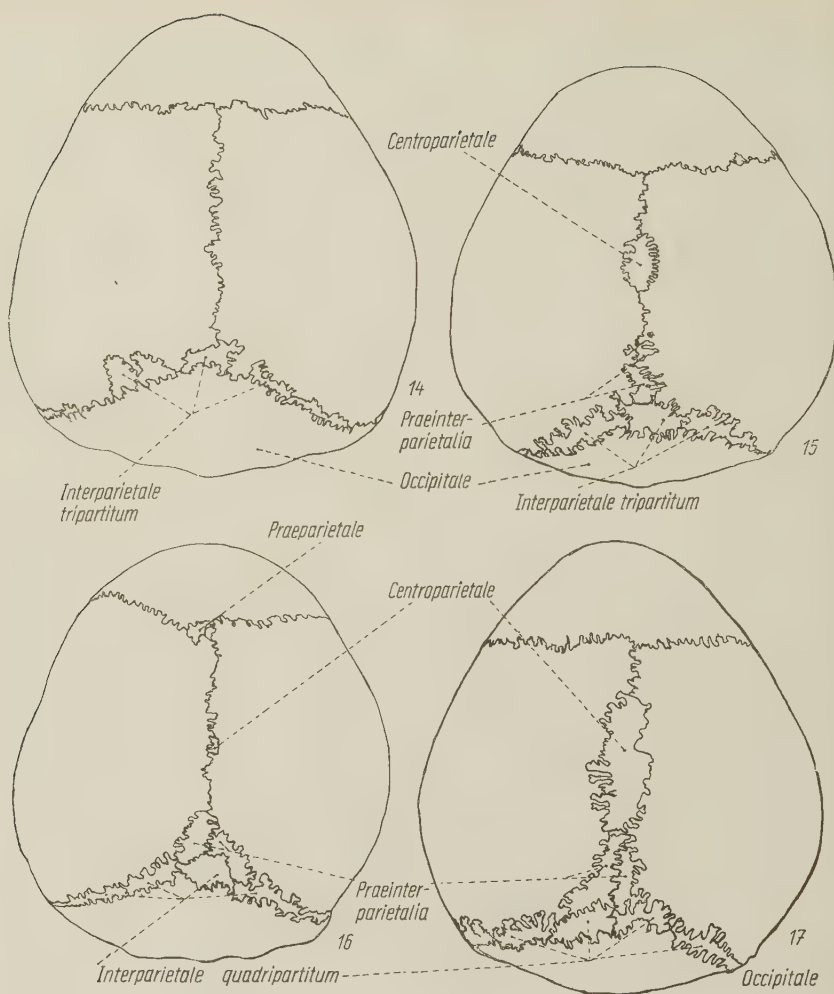 Centroparietale
14
Praeinter-
parietalia
15
Occipitale
Interparietale
tripartitum
Interparietale tripartitum
Praeparietale
Centroparietale
Praeinter-
parietalia
16
17
Interparietale quadripartitum
Occipitale